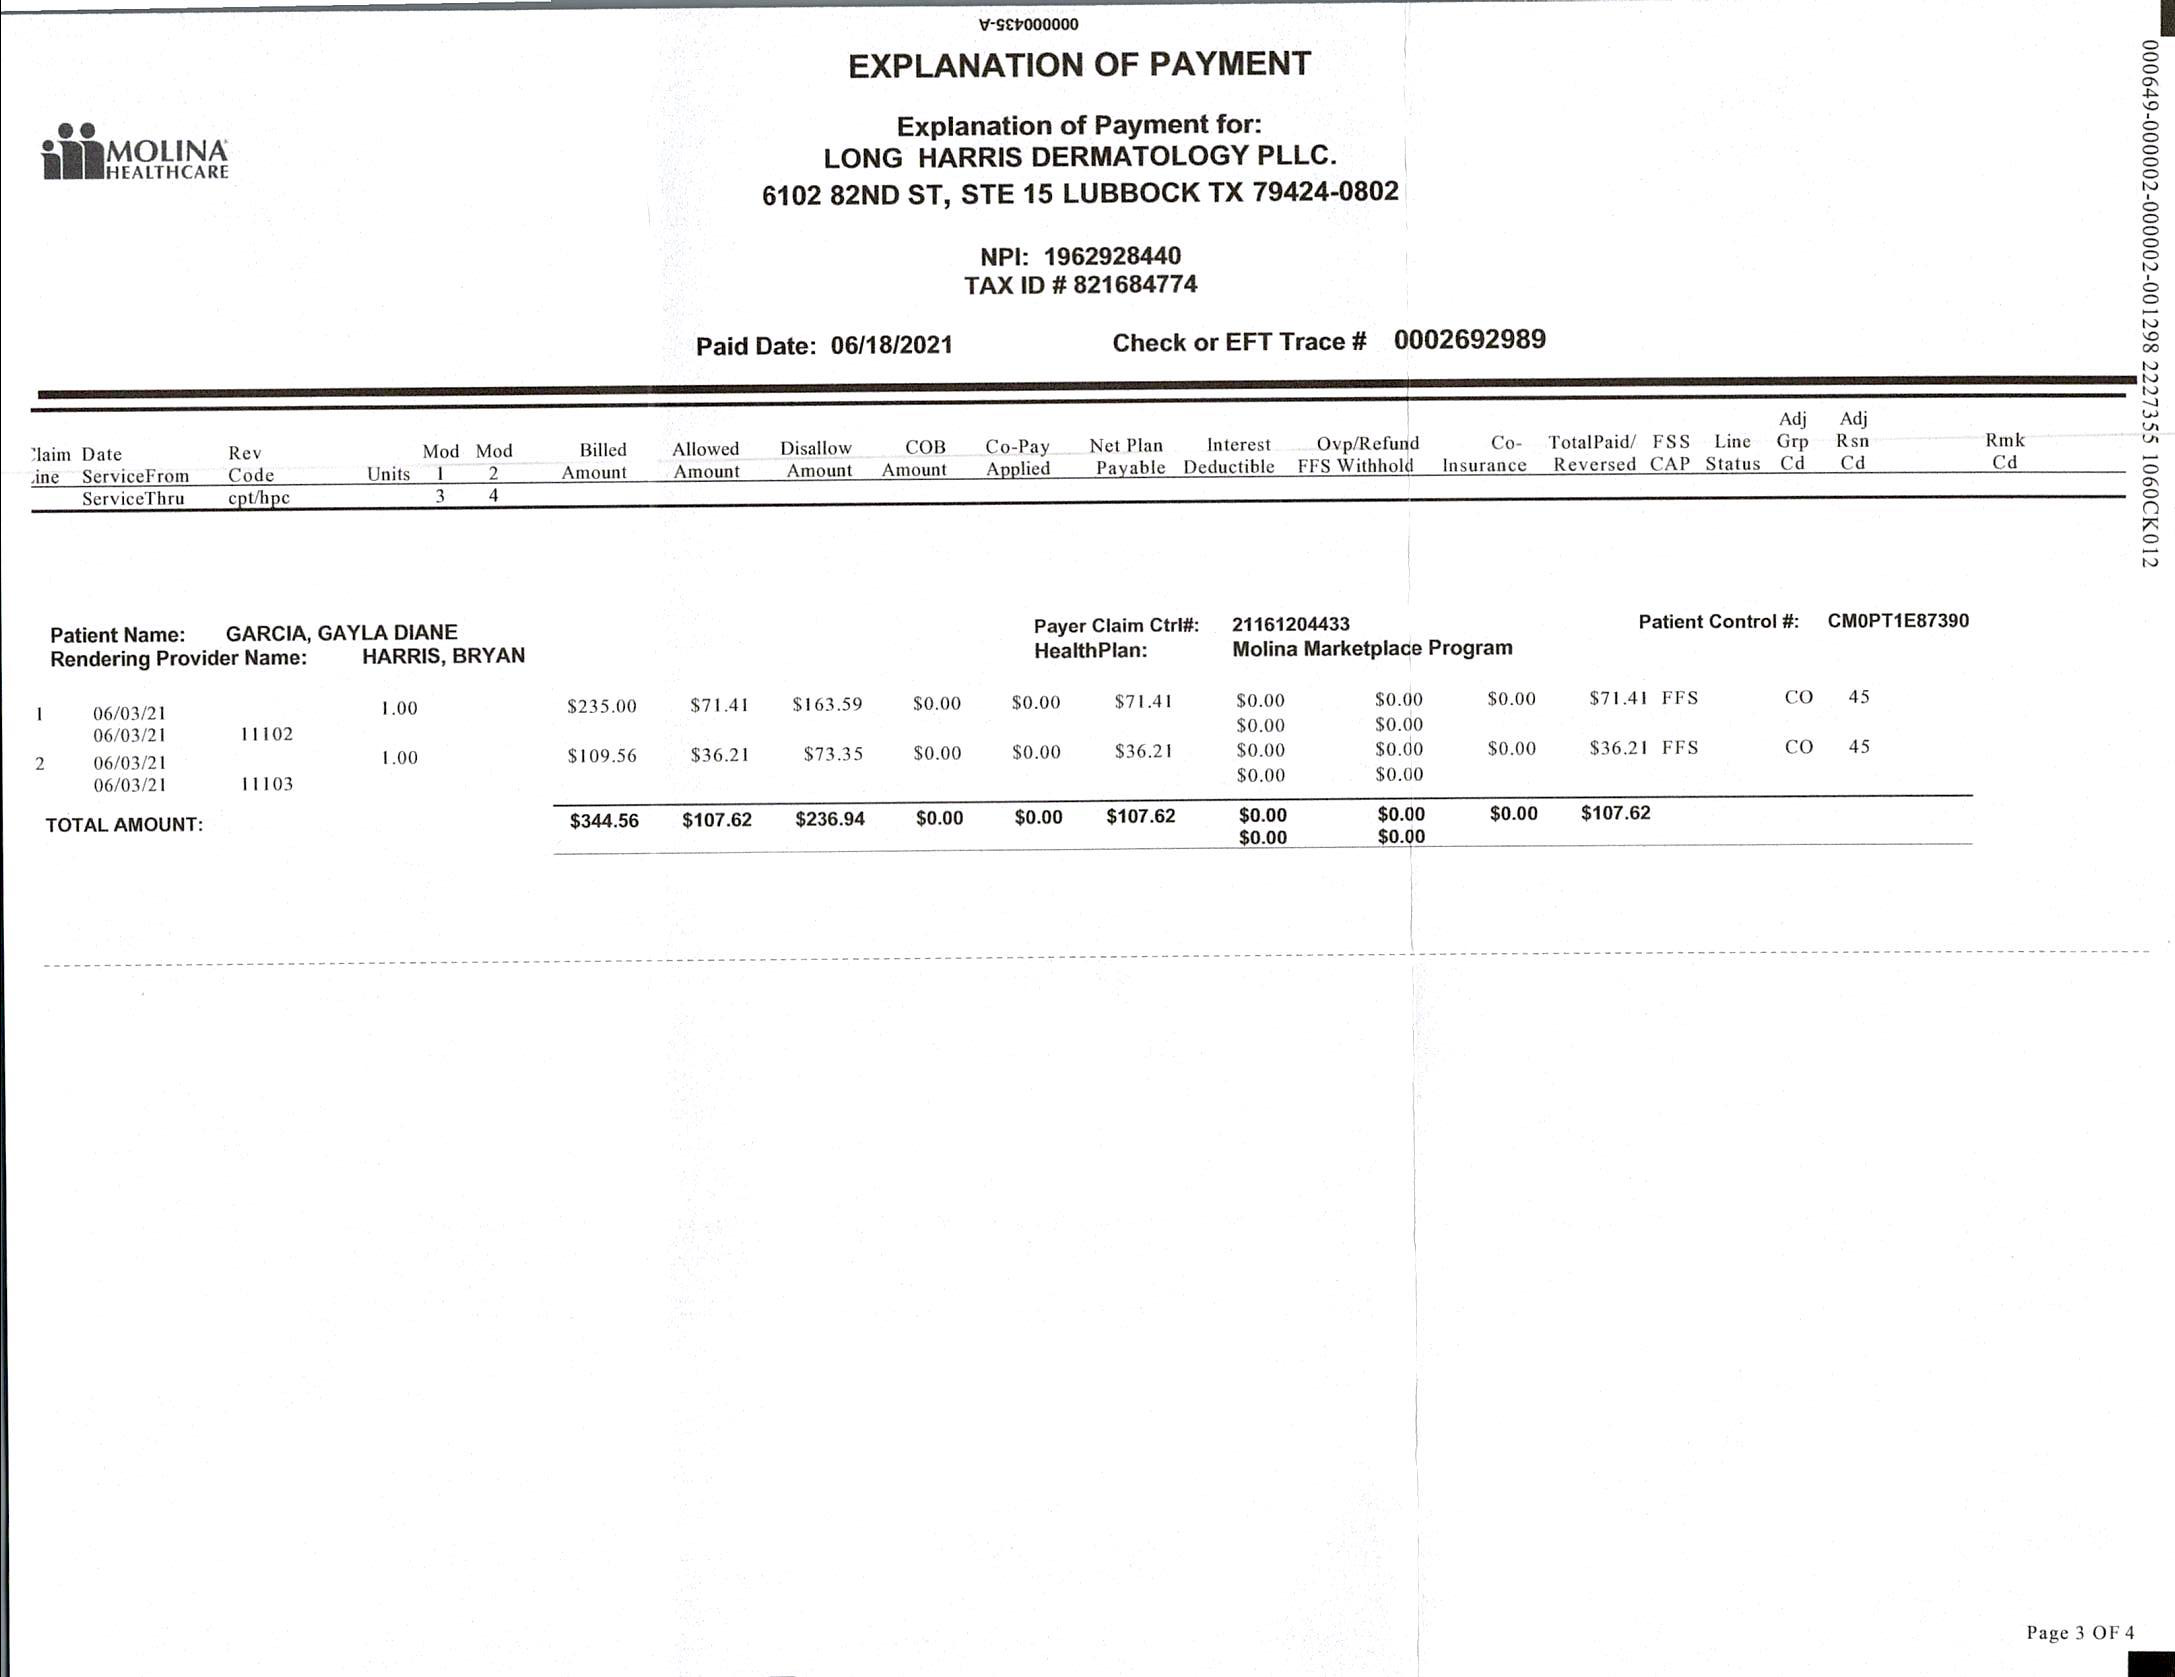 000000435-A
EXPLANATION OF PAYMENT
Explanation of Payment for:
LONG HARRIS DERMATOLOGY PLLC.
6102 82ND ST, STE 15 LUBBOCK TX 79424-0802
MOLINA
HEALTHCARE
NPI: 1962928440
TAX ID # 821684774
Paid Date: 06/18/2021 Check or EFT Trace # 0002692989
000649-000002-000002-001298 2227355 1060CK012
Adj Adj
laim Date Rev Mod Mod Billed Allowed Disallow COB Co-Pay Net Plan Interest Ovp/Refund Co- TotalPaid/ FSS Line Grp Rsn Rmk
ine ServiceFrom Code Units 1 2 Amount Amount Amount Amount Applied Payable Deductible FFS Withhold Insurance Reversed CAP Status Cd Cd Cd
ServiceThru cpt/hpc 3 4
Patient Name: GARCIA, GAYLA DIANE Payer Claim Ctrl#: 21161204433 Patient Control #: CM0PT1E87390
Rendering Provider Name: HARRIS, BRYAN HealthPlan: Molina Marketplace Program
1 06/03/21 1.00 $235.00 $71.41 $163.59 $0.00 $0.00 $71.41 $0.00 $0.00 $0.00 $71.41 FFS CO 45
06/03/21 11102 $0.00 $0.00
2 06/03/21 1.00 $109.56 $36.21 $73.35 $0.00 $0.00 $36.21 $0.00 $0.00 $0.00 $36.21 FFS CO 45
06/03/21 11103 $0.00 $0.00
TOTAL AMOUNT: $344.56 $107.62 $236.94 $0.00 $0.00 $107.62 $0.00 $0.00 $0.00 $107.62
$0.00 $0.00
Page 3 OF 4